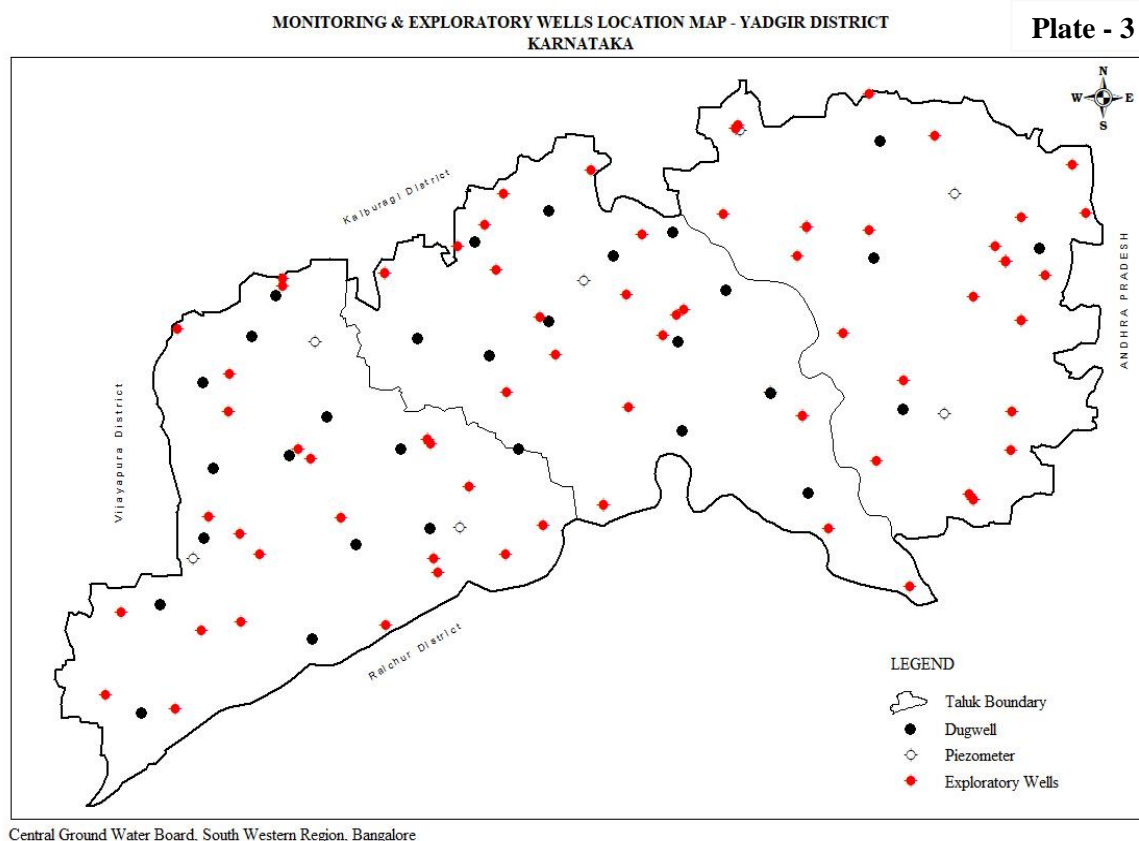 MONITORING & EXPLORATORY WELLS LOCATION MAP - YADGIR DISTRICT
KARNATAKA
Plate - 3
N
W E
S
Kalburagi District
Vijayapura District
ANDHRA PRADESH
Raichur District
LEGEND
Taluk Boundary
Dugwell
Piezometer
Exploratory Wells
Central Ground Water Board, South Western Region, Bangalore